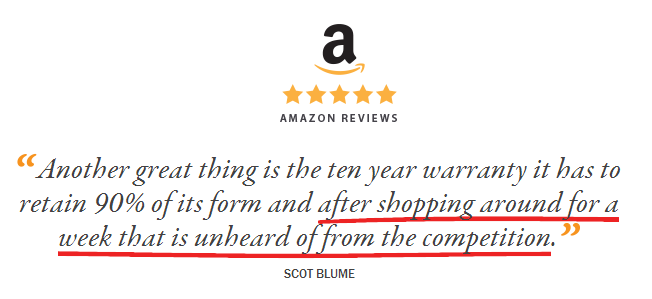 a
AMAZON REVIEWS
“Another great thing is the ten year warranty it has to
retain 90% of its form and after shopping around for a
week that is unheard of from the competition.”
SCOT BLUME